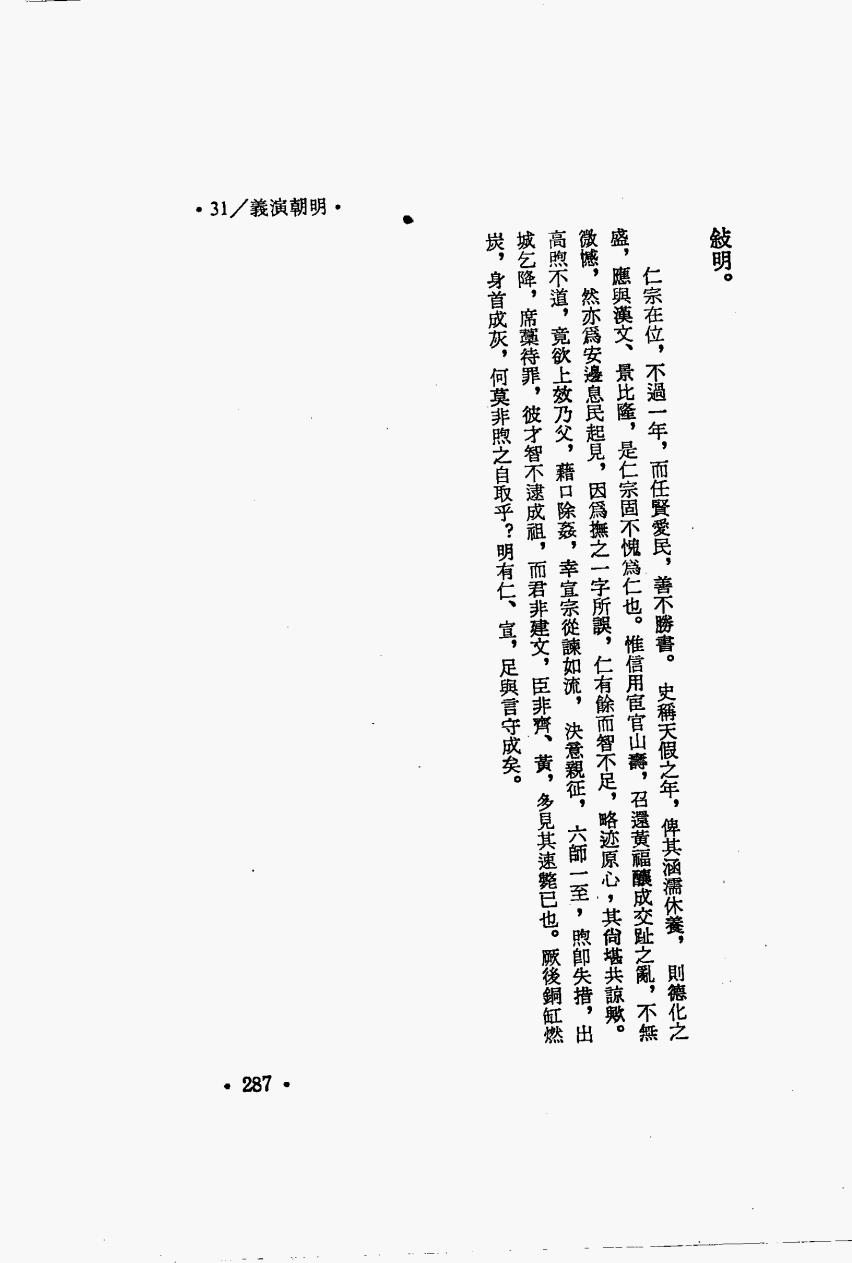 ・31／義演朝明・
敍明。
仁宗在位，不過一年，而任賢愛民，善不勝書。史稱天假之年，俾其涵濡休養，則德化之
盛，應與漢文、景比隆，是仁宗固不愧爲仁也。惟信用宦官山壽，召還黃福釀成交趾之亂，不無
微憾，然亦爲安邊息民起見，因爲撫之一字所誤，仁有餘而智不足，略迹原心，其尙堪共諒歟。
高煦不道，竟欲上效乃父，藉口除姦，幸宣宗從諫如流，決意親征，六師一至，煦卽失措，出
城乞降，席藁待罪，彼才智不逮成祖，而君非建文，臣非齊、黃，多見其速斃已也。厥後銅缸燃
炭，身首成灰，何莫非煦之自取乎？明有仁、宣，足與言守成矣。
・287・